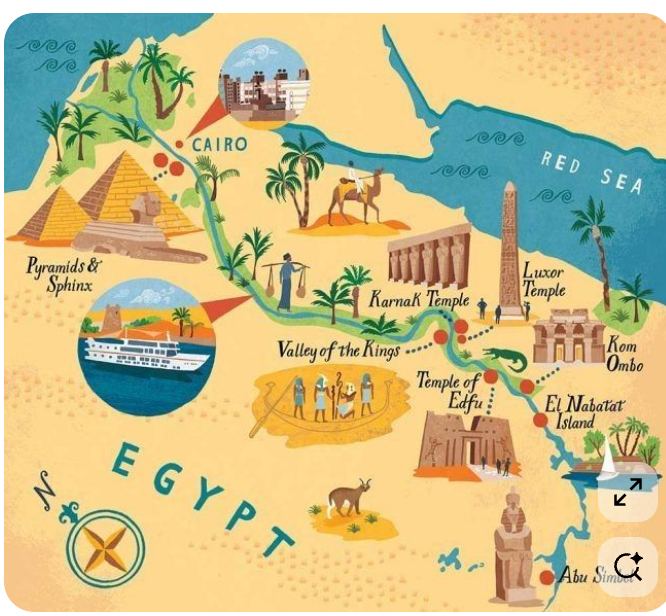 CAIRO
RED SEA
Pyramids &
Sphinx
Luxor
Temple
Karnak Temple
Valley of the Kings
Kom
Ombo
Temple of
Edfu
El Nabatat
Island
EGYPT
N
Abu Simbel